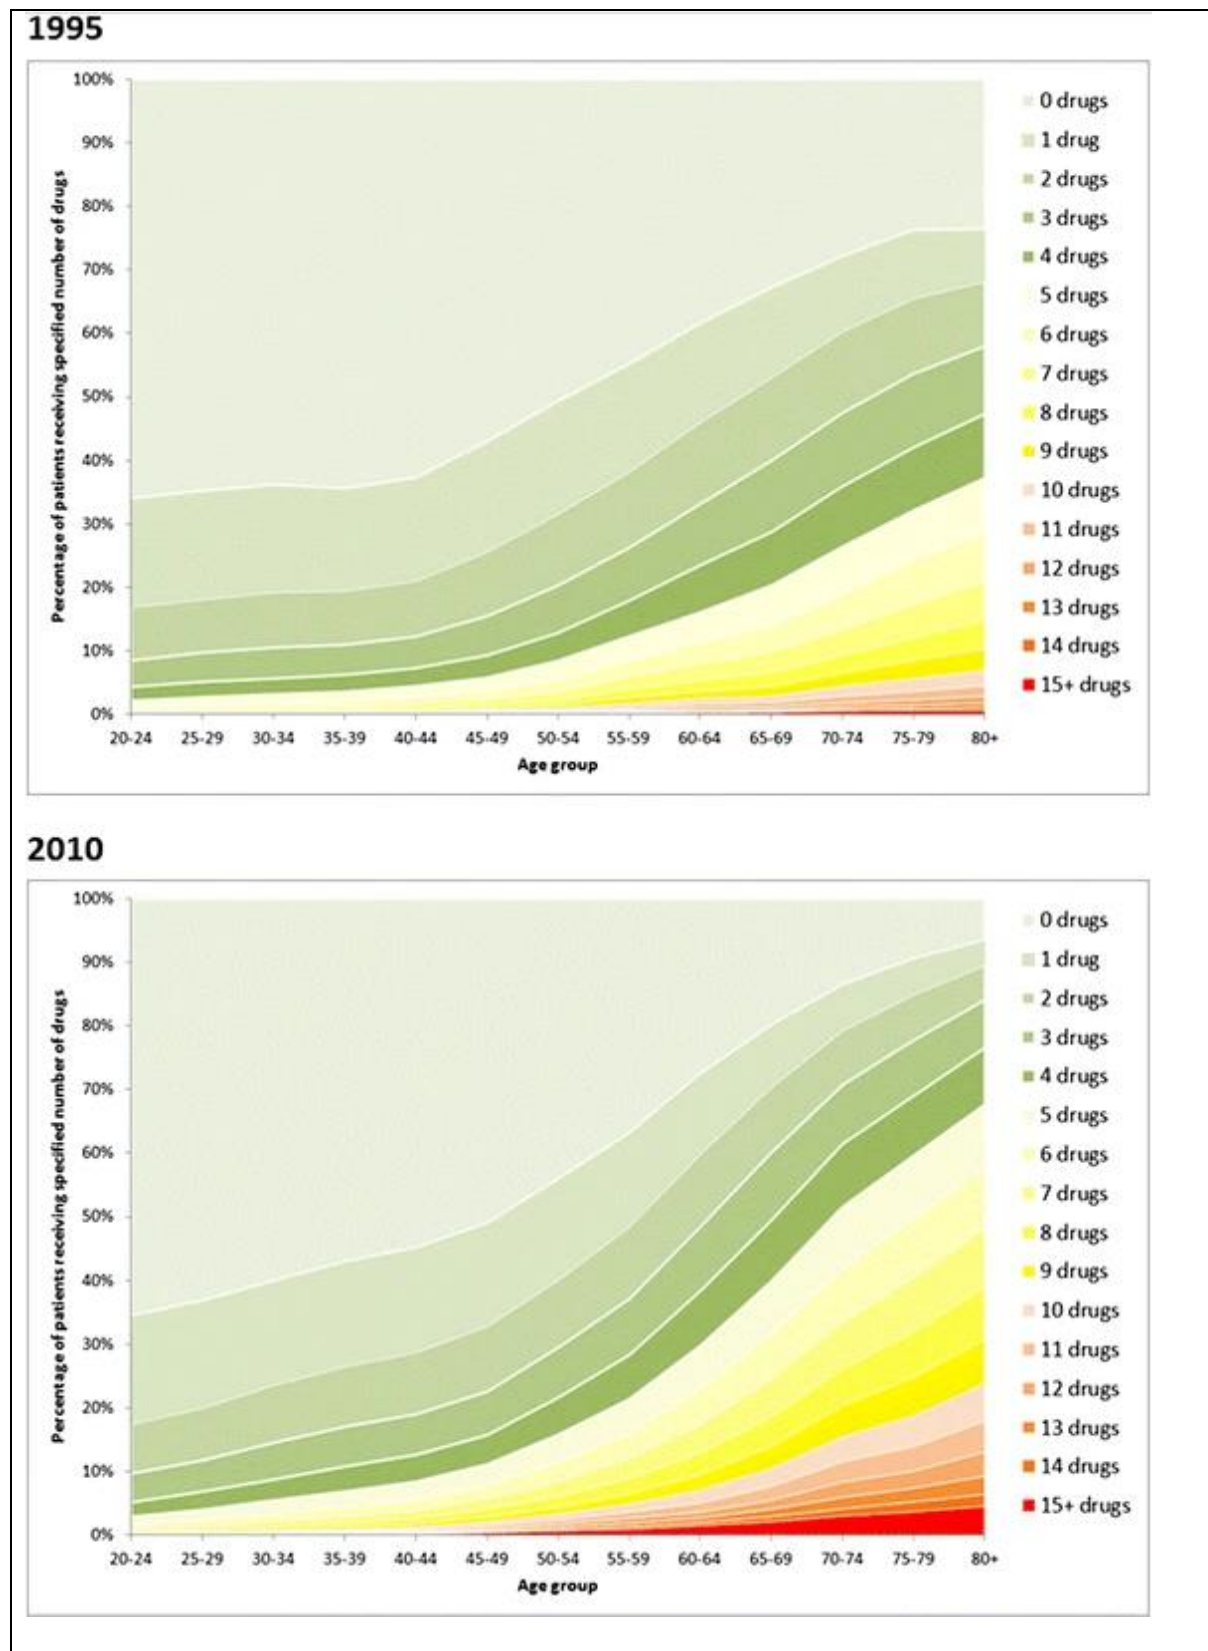 1995
100%
90%
80%
70%
60%
50%
40%
30%
20%
10%
0%
Percentage of patients receiving specified number of drugs
20-24 25-29 30-34 35-39 40-44 45-49 50-54 55-59 60-64 65-69 70-74 75-79 80+
Age group
0 drugs
1 drug
2 drugs
3 drugs
4 drugs
5 drugs
6 drugs
7 drugs
8 drugs
9 drugs
10 drugs
11 drugs
12 drugs
13 drugs
14 drugs
15+ drugs
2010
100%
90%
80%
70%
60%
50%
40%
30%
20%
10%
0%
Percentage of patients receiving specified number of drugs
20-24 25-29 30-34 35-39 40-44 45-49 50-54 55-59 60-64 65-69 70-74 75-79 80+
Age group
0 drugs
1 drug
2 drugs
3 drugs
4 drugs
5 drugs
6 drugs
7 drugs
8 drugs
9 drugs
10 drugs
11 drugs
12 drugs
13 drugs
14 drugs
15+ drugs